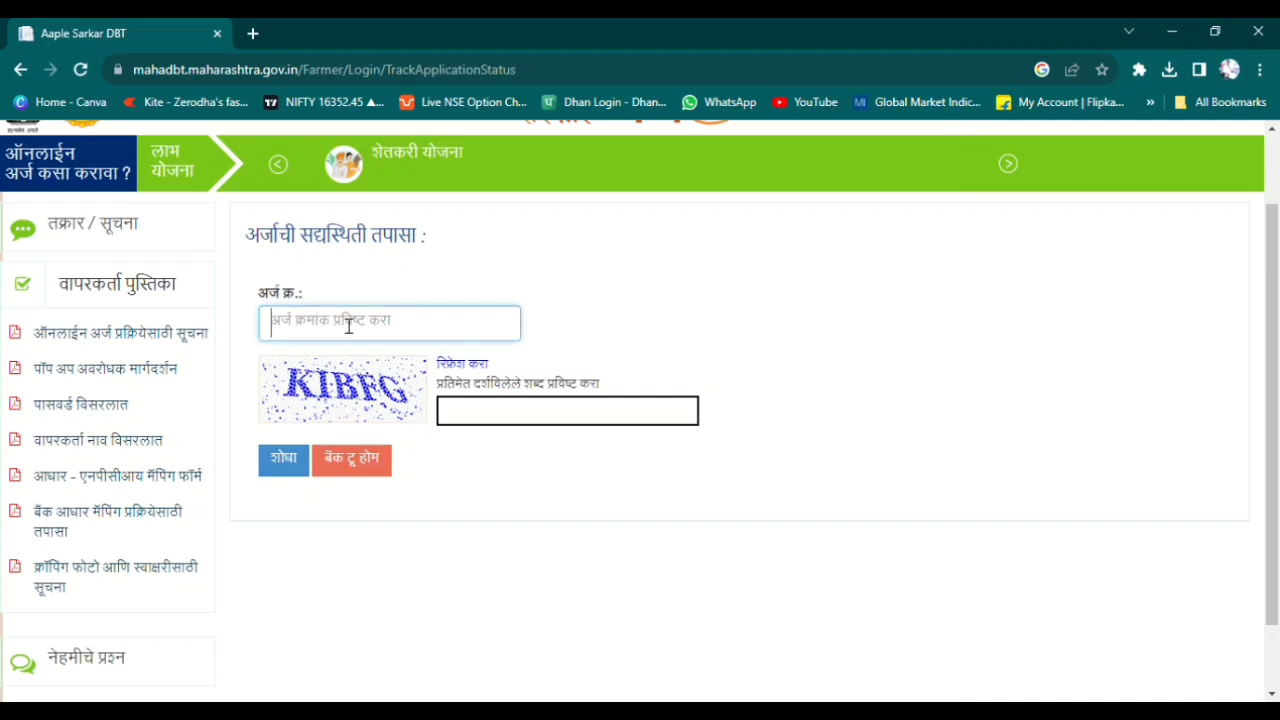 Aaple Sarkar DBT
mahadbt.maharashtra.gov.in/Farmer/Login/TrackApplicationStatus
Home - Canva Kite - Zerodha's fas... NIFTY 16352.45 ▲... Live NSE Option Ch... Dhan Login - Dhan... WhatsApp YouTube Global Market Indic... My Account | Flipka... » All Bookmarks
ऑनलाईन
अर्ज कसा करावा ?
लाभ
योजना
शेतकरी योजना
तक्रार / सूचना
वापरकर्ता पुस्तिका
ऑनलाईन अर्ज प्रक्रियेसाठी सूचना
पॉप अप अवरोधक मार्गदर्शन
पासवर्ड विसरलात
वापरकर्ता नाव विसरलात
आधार - एनपीसीआय मॅपिंग फॉर्म
बँक आधार मॅपिंग प्रक्रियेसाठी
तपासा
क्रॉपिंग फोटो आणि स्वाक्षरीसाठी
सूचना
नेहमीचे प्रश्न
अर्जाची सद्यस्थिती तपासा :
अर्ज क्र.:
अर्ज क्रमांक प्रविष्ट करा
KIBFG
रिफ्रेश करा
प्रतिमेत दर्शविलेले शब्द प्रविष्ट करा
शोधा
बॅक टू होम